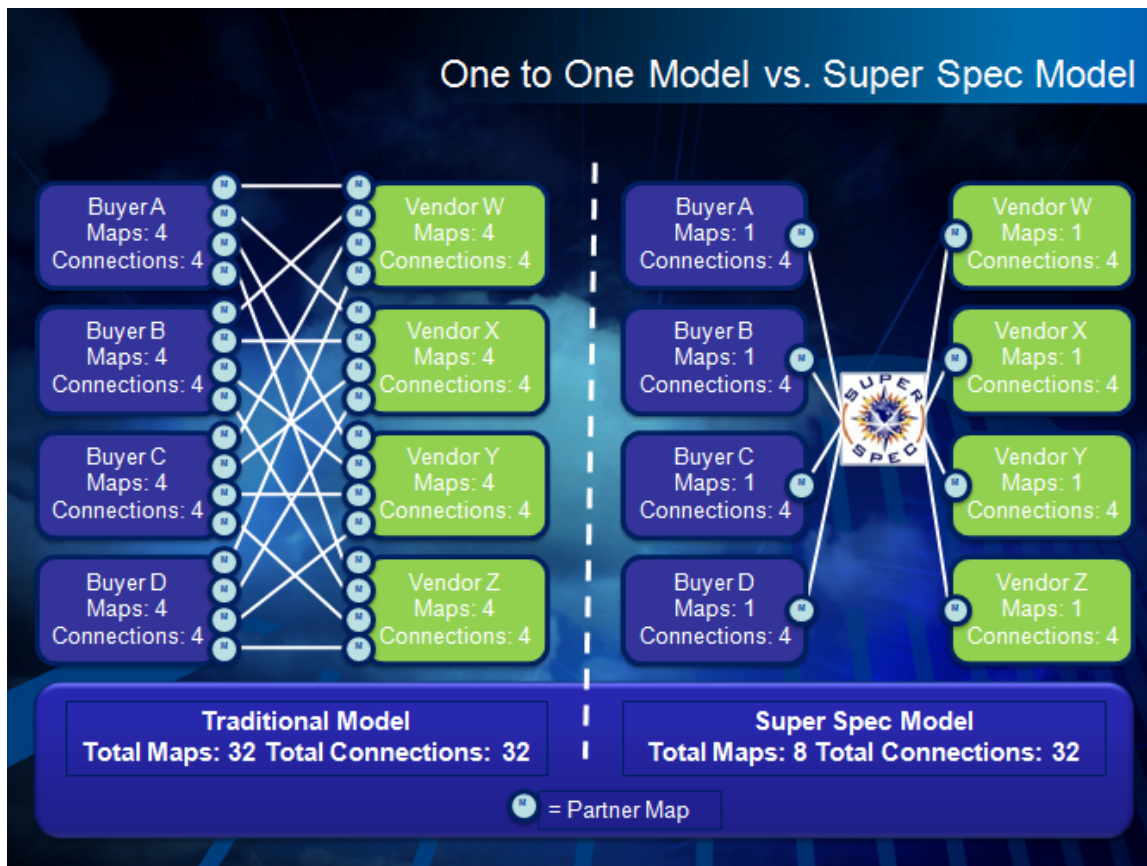 One to One Model vs. Super Spec Model
Buyer A
Maps: 4
Connections: 4
Vendor W
Maps: 4
Connections: 4
Buyer B
Maps: 4
Connections: 4
Vendor X
Maps: 4
Connections: 4
Buyer C
Maps: 4
Connections: 4
Vendor Y
Maps: 4
Connections: 4
Buyer D
Maps: 4
Connections: 4
Vendor Z
Maps: 4
Connections: 4
Buyer A
Maps: 1
Connections: 4
Vendor W
Maps: 1
Connections: 4
Buyer B
Maps: 1
Connections: 4
Vendor X
Maps: 1
Connections: 4
SUPER
SPEC
Buyer C
Maps: 1
Connections: 4
Vendor Y
Maps: 1
Connections: 4
Buyer D
Maps: 1
Connections: 4
Vendor Z
Maps: 1
Connections: 4
Traditional Model
Total Maps: 32 Total Connections: 32
Super Spec Model
Total Maps: 8 Total Connections: 32
M = Partner Map